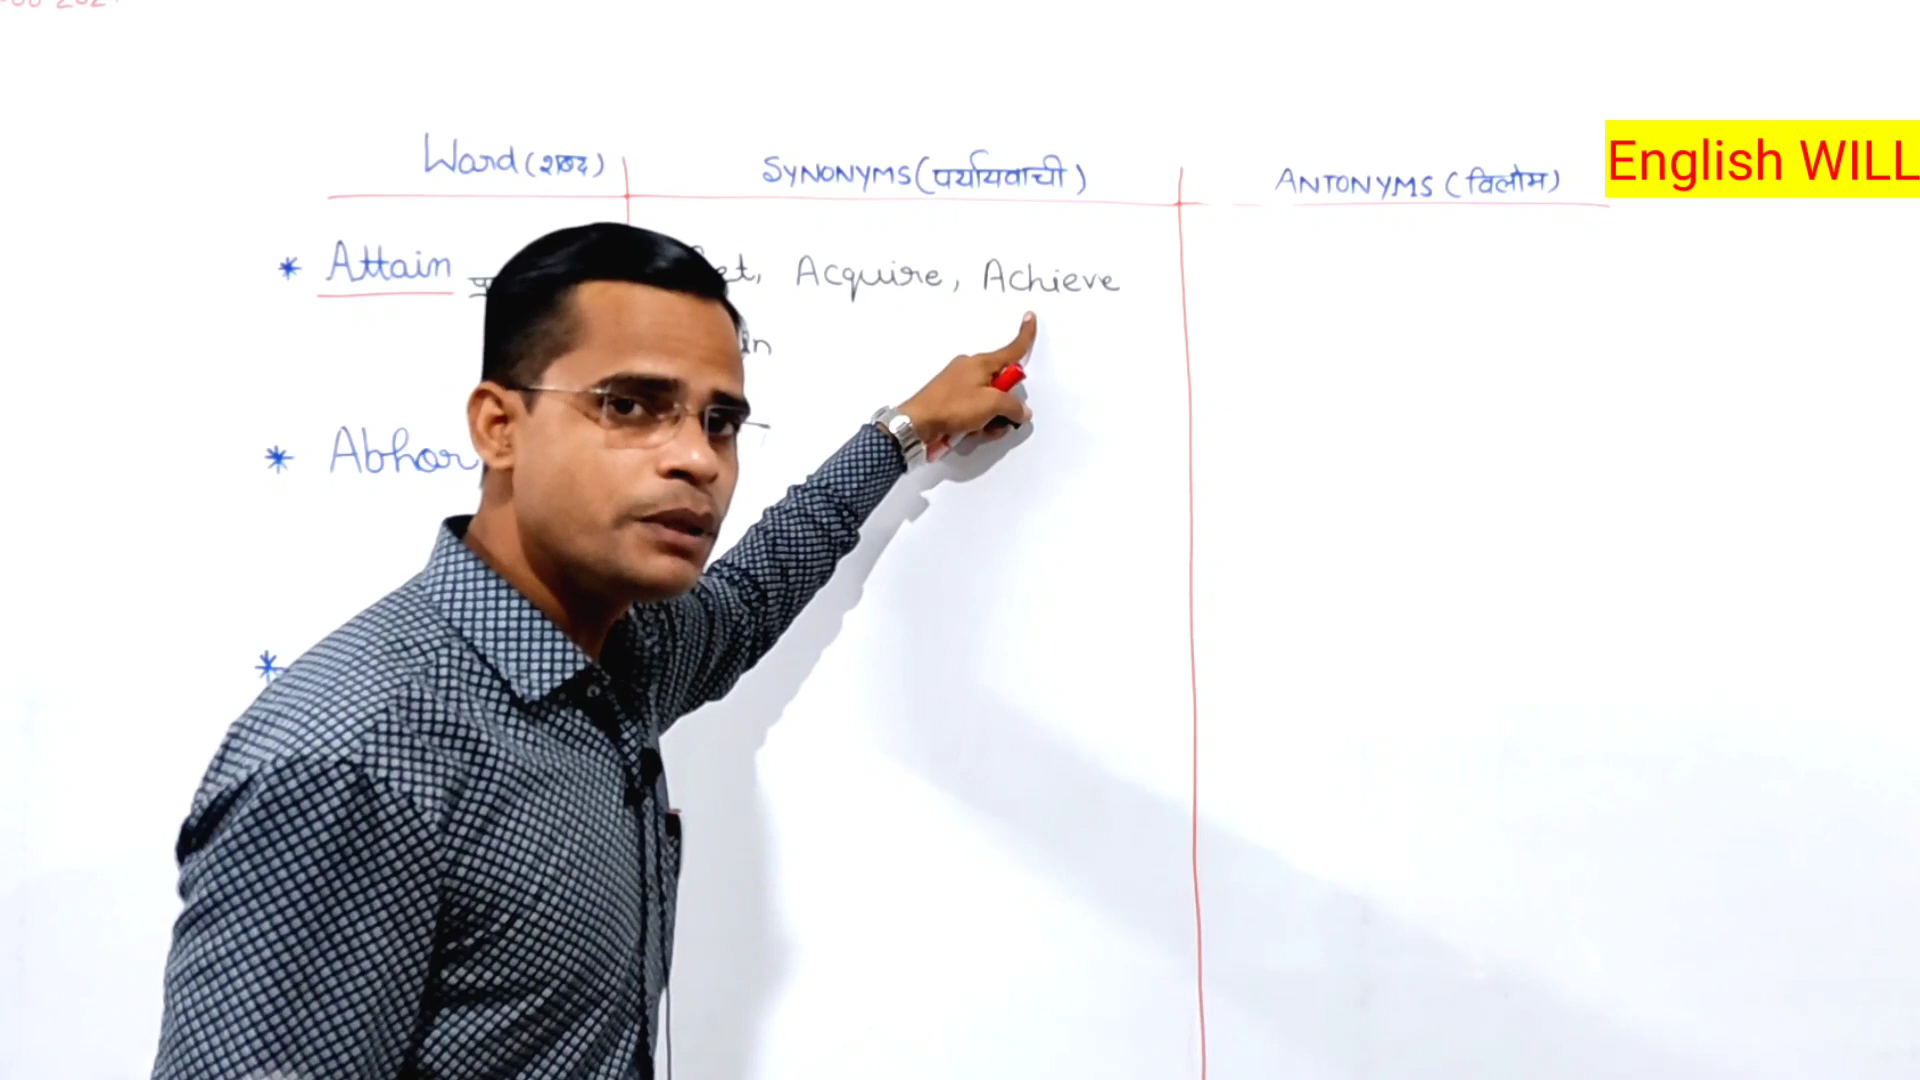 Word (शब्द) SYNONYMS (पर्यायवाची) ANTONYMS (विलोम) English WILL
* Attain Acquire, Achieve
* Abhor
*